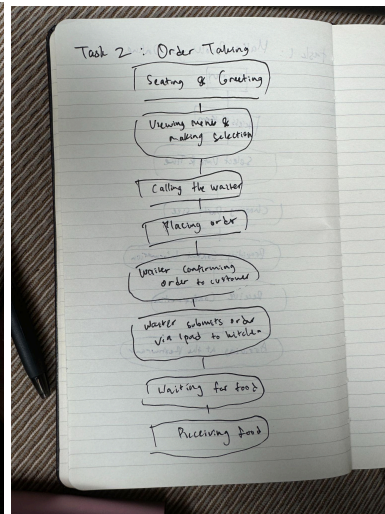 Task 2 : Order Taking
Seating & Greeting
Viewing menu &
making selection
Calling the waiter
Placing order
Waiter confirming
order to customer
Waiter submits order
via ipad to kitchen
Waiting for food
Receiving food